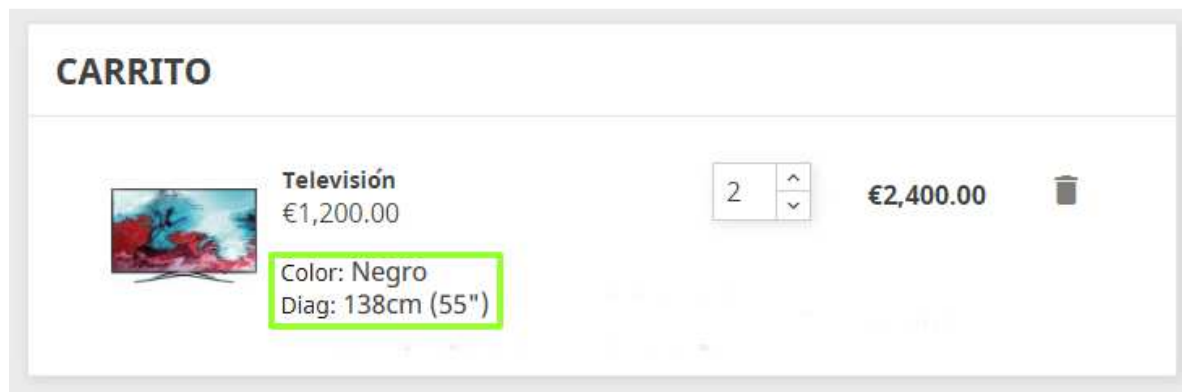 CARRITO
Televisión
€1,200.00
2
€2,400.00
Color: Negro
Diag: 138cm (55")